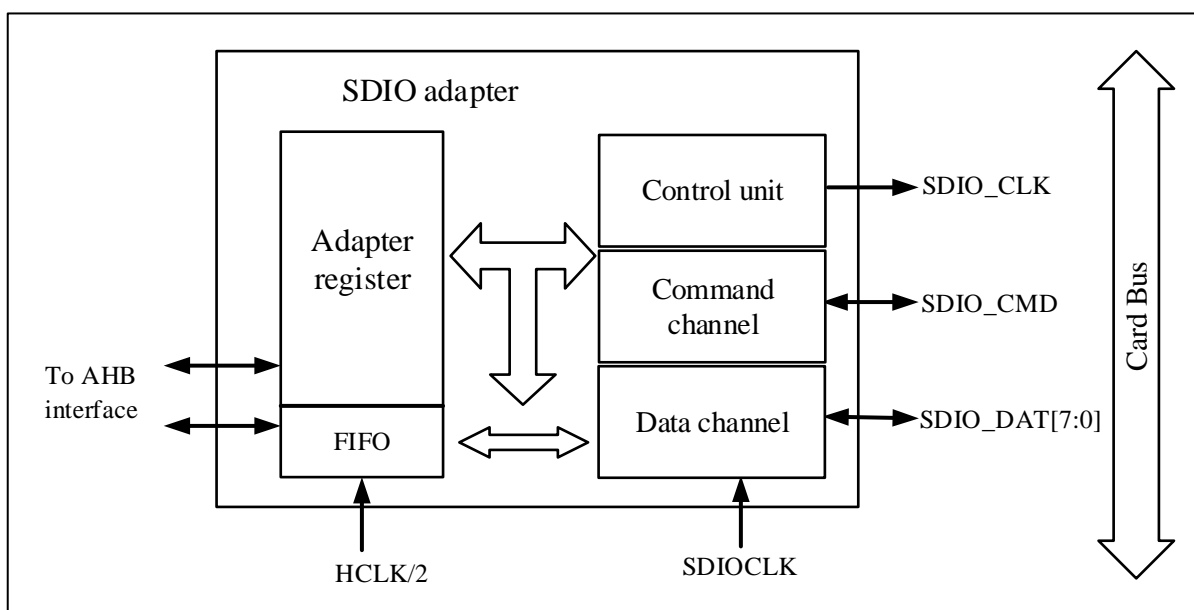 SDIO adapter
Adapter
register
FIFO
Control unit
Command
channel
Data channel
To AHB
interface
HCLK/2
SDIOCLK
SDIO_CLK
SDIO_CMD
SDIO_DAT[7:0]
Card Bus